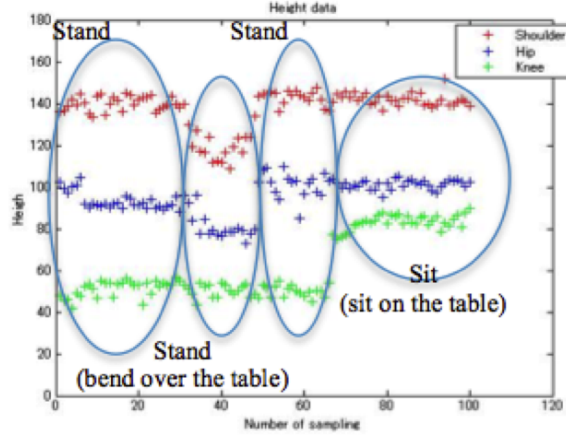 Height data
Stand
Stand
Shoulder
Hip
Knee
180
160
140
120
100
80
60
40
20
0
Heigh
Sit
(sit on the table)
Stand
(bend over the table)
0
20
40
60
80
100
120
Number of sampling